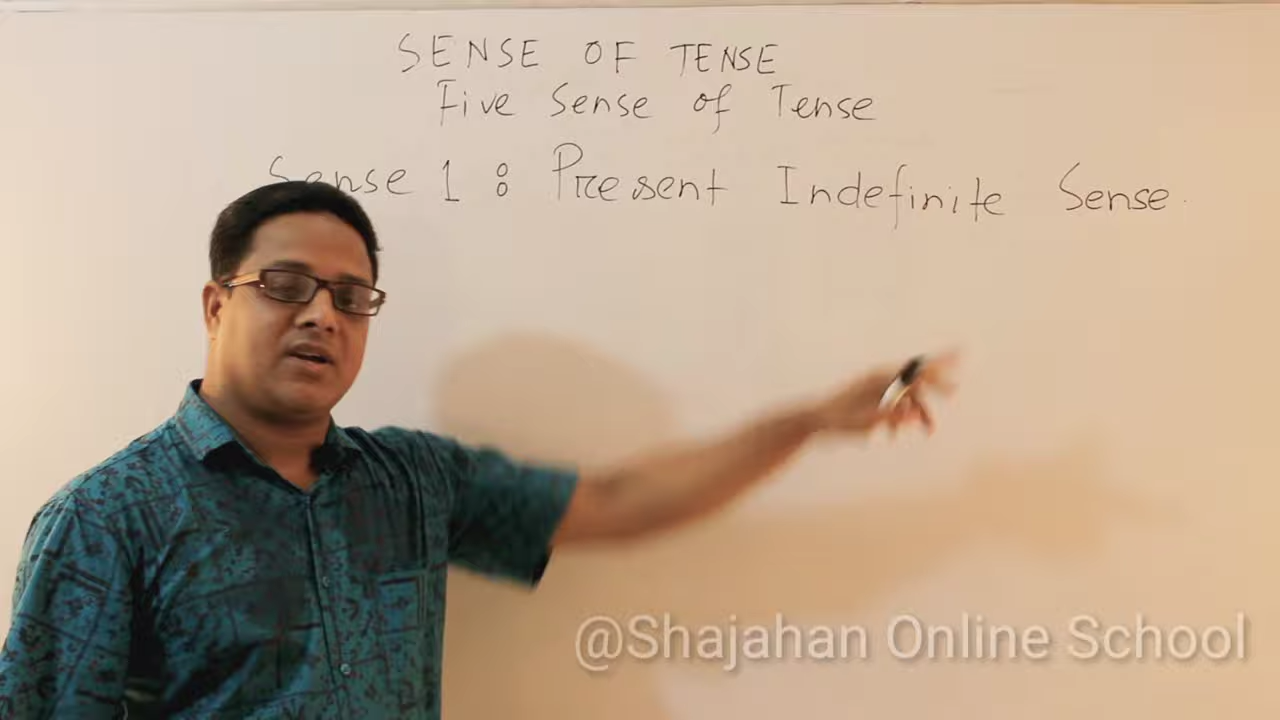 SENSE OF TENSE
Five Sense of Tense
Sense 1 : Present Indefinite Sense.
@Shajahan Online School